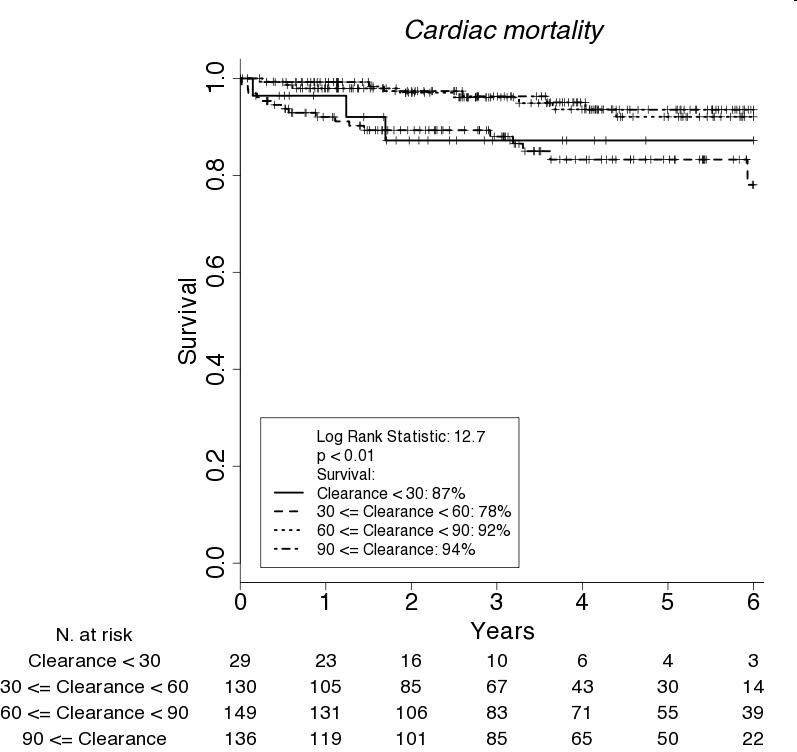 Cardiac mortality
1.0
0.8
0.6
0.4
0.2
0.0
Survival
Log Rank Statistic: 12.7
p < 0.01
Survival:
Clearance < 30: 87%
30 <= Clearance < 60: 78%
60 <= Clearance < 90: 92%
90 <= Clearance: 94%
0 1 2 3 4 5 6
Years
N. at risk
Clearance < 30 29 23 16 10 6 4 3
30 <= Clearance < 60 130 105 85 67 43 30 14
60 <= Clearance < 90 149 131 106 83 71 55 39
90 <= Clearance 136 119 101 85 65 50 22